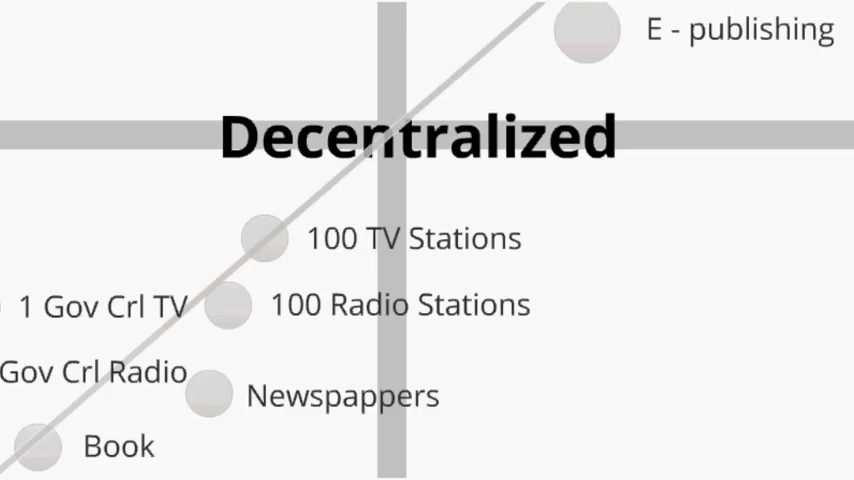 E - publishing
Decentralized
100 TV Stations
1 Gov Crl TV
100 Radio Stations
Gov Crl Radio
Newspappers
Book